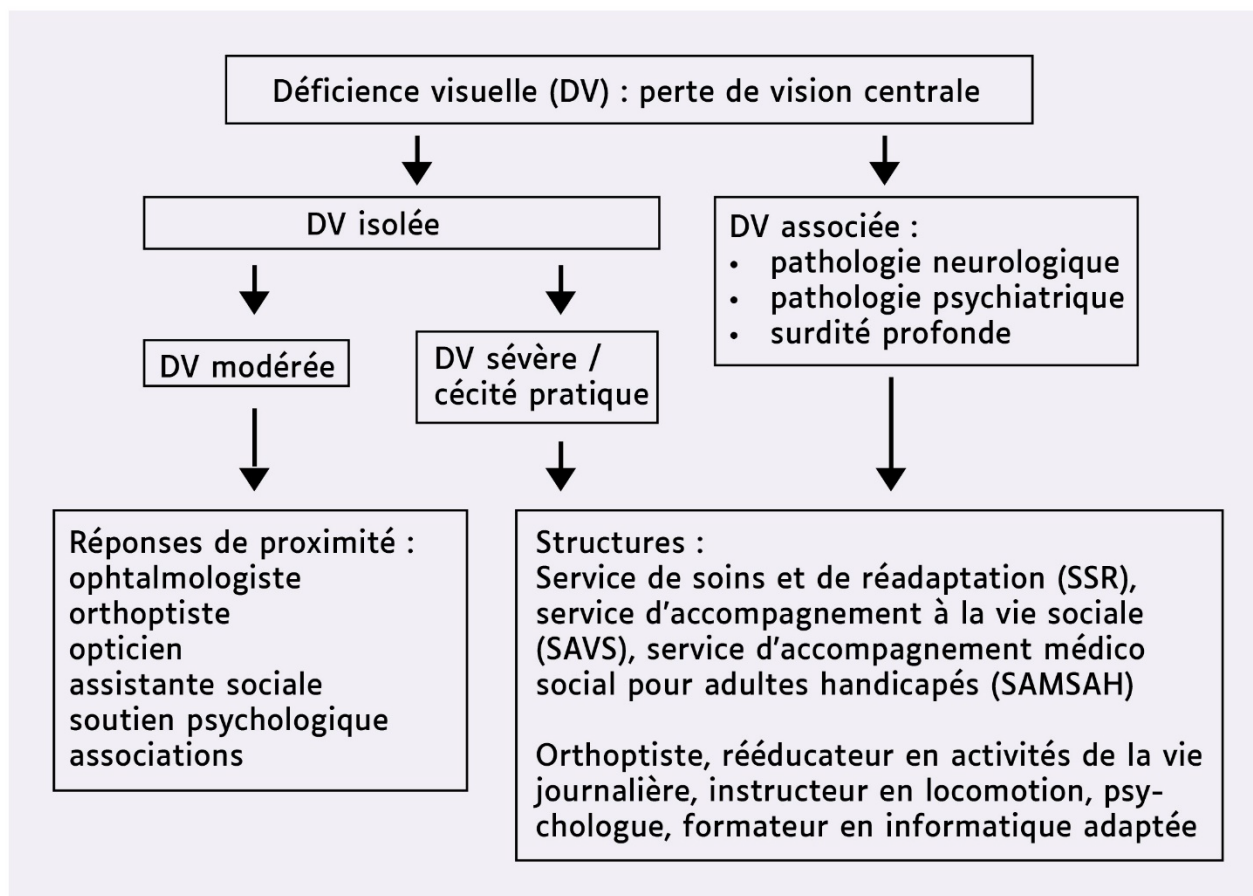 Déficience visuelle (DV) : perte de vision centrale
DV isolée
DV associée :
• pathologie neurologique
• pathologie psychiatrique
• surdité profonde
DV modérée
DV sévère /
cécité pratique
Réponses de proximité :
ophtalmologiste
orthoptiste
opticien
assistante sociale
soutien psychologique
associations
Structures :
Service de soins et de réadaptation (SSR),
service d'accompagnement à la vie sociale
(SAVS), service d'accompagnement médico
social pour adultes handicapés (SAMSAH)
Orthoptiste, rééducateur en activités de la vie
journalière, instructeur en locomotion, psy-
chologue, formateur en informatique adaptée